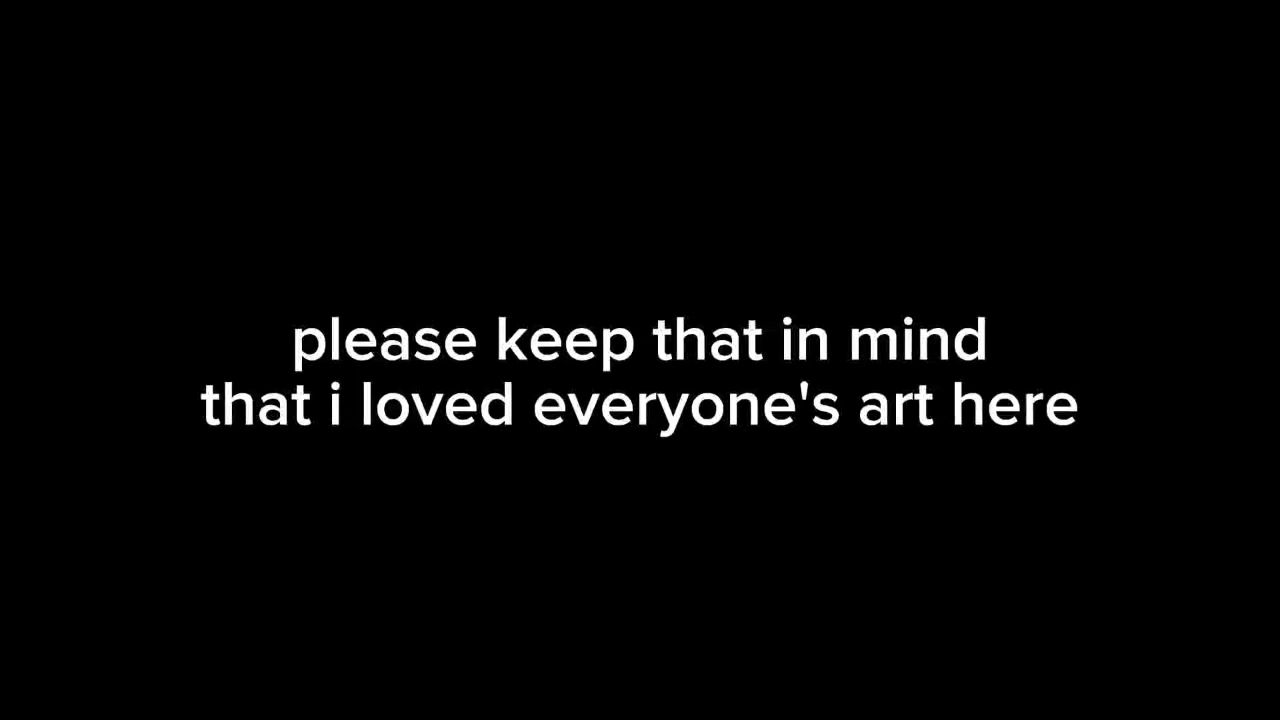 please keep that in mind
that i loved everyone's art here